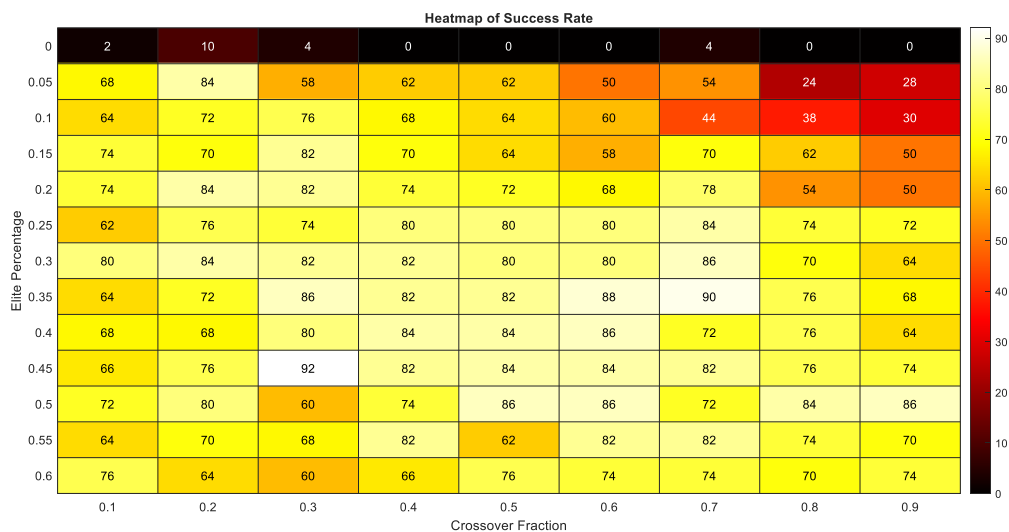 Heatmap of Success Rate
0 2 10 4 0 0 0 4 0 0
0.05 68 84 58 62 62 50 54 24 28
0.1 64 72 76 68 64 60 44 38 30
0.15 74 70 82 70 64 58 70 62 50
0.2 74 84 82 74 72 68 78 54 50
0.25 62 76 74 80 80 80 84 74 72
0.3 80 84 82 82 80 80 86 70 64
0.35 64 72 86 82 82 88 90 76 68
0.4 68 68 80 84 84 86 72 76 64
0.45 66 76 92 82 84 84 82 76 74
0.5 72 80 60 74 86 86 72 84 86
0.55 64 70 68 82 62 82 82 74 70
0.6 76 64 60 66 76 74 74 70 74
0.1 0.2 0.3 0.4 0.5 0.6 0.7 0.8 0.9
Crossover Fraction
Elite Percentage
90
80
70
60
50
40
30
20
10
0